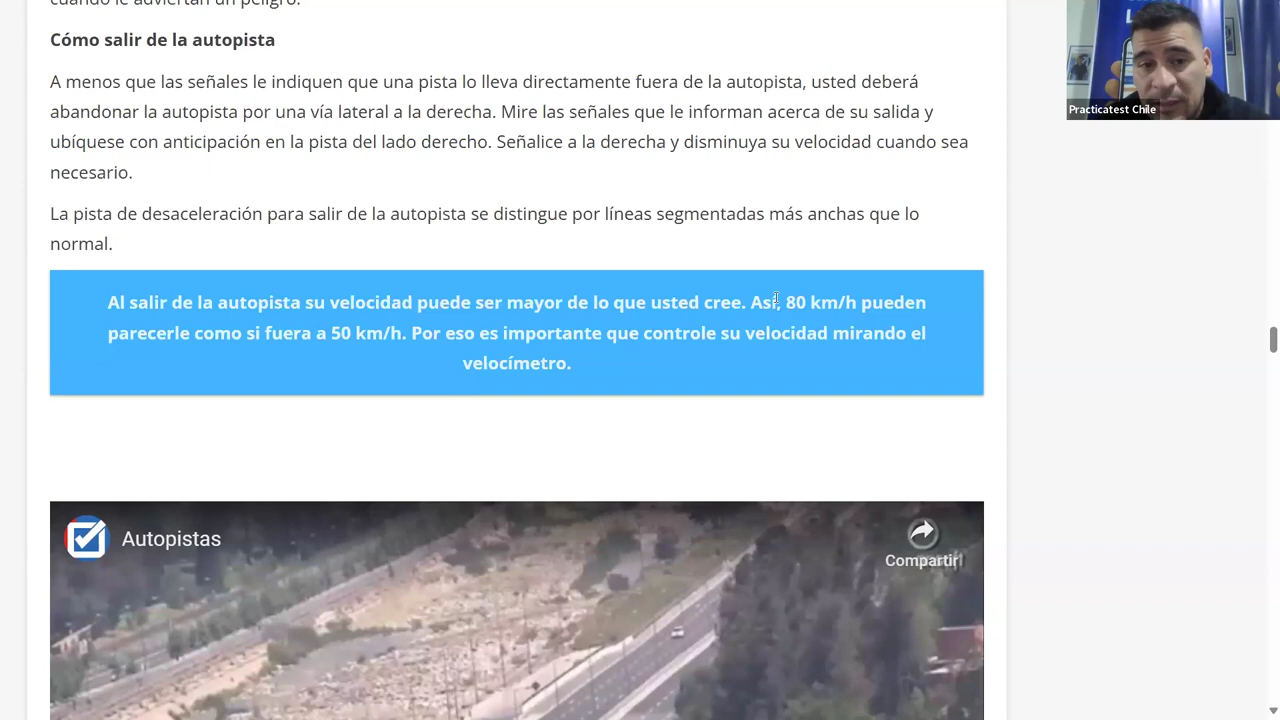 cuando le adviertan un peligro.
Cómo salir de la autopista
A menos que las señales le indiquen que una pista lo lleva directamente fuera de la autopista, usted deberá
abandonar la autopista por una vía lateral a la derecha. Mire las señales que le informan acerca de su salida y
ubíquese con anticipación en la pista del lado derecho. Señalice a la derecha y disminuya su velocidad cuando sea
necesario.
La pista de desaceleración para salir de la autopista se distingue por líneas segmentadas más anchas que lo
normal.
Al salir de la autopista su velocidad puede ser mayor de lo que usted cree. Así, 80 km/h pueden
parecerle como si fuera a 50 km/h. Por eso es importante que controle su velocidad mirando el
velocímetro.
Autopistas
Compartir
Practicatest Chile